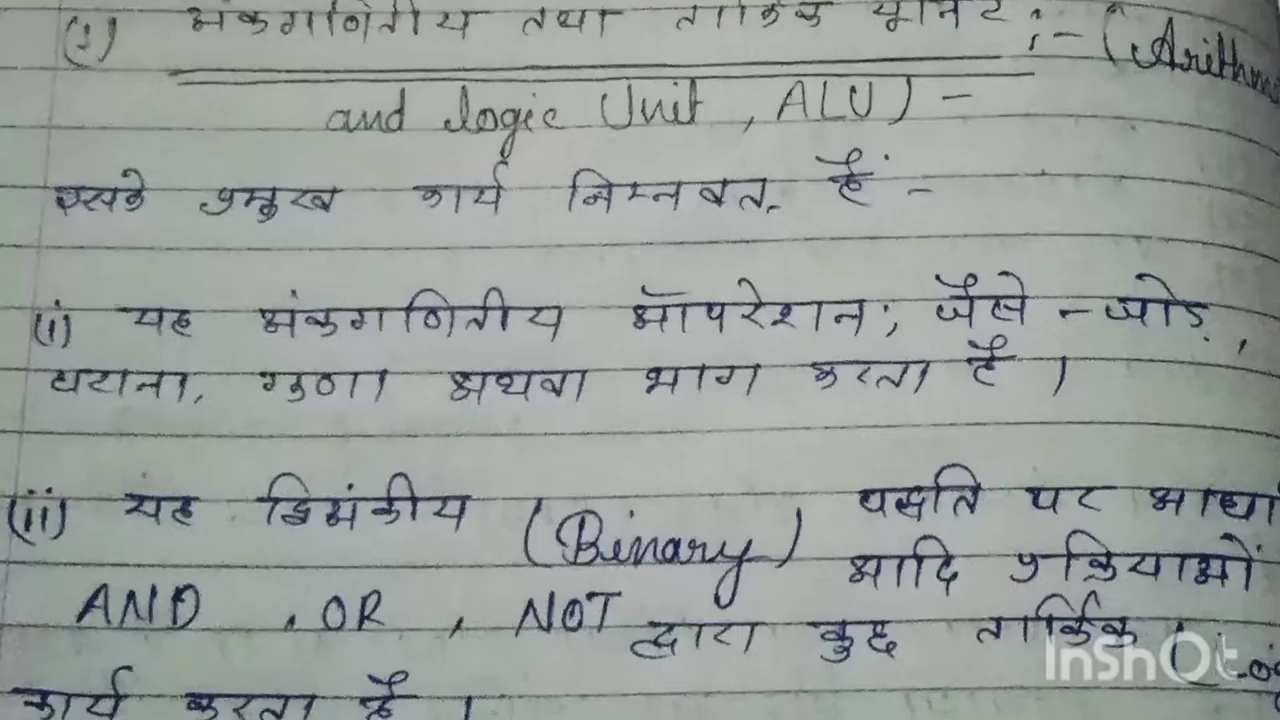 (1) अंकगणितीय तथा तार्किक यूनिट :- (Arithm
and logic Unit, ALU) -
इसके प्रमुख कार्य निम्नवत. हैं -
(i) यह अंकगणितीय ऑपरेशन; जैसे - जोड़,
घटाना, गुणा अथवा भाग करता है ।
(ii) यह द्विअंकीय (Binary) पद्धति पर आधा
AND, OR, NOT आदि प्रक्रियाओं
द्वारा कुछ तार्किक (Log
कार्य करता है ।
InShOt